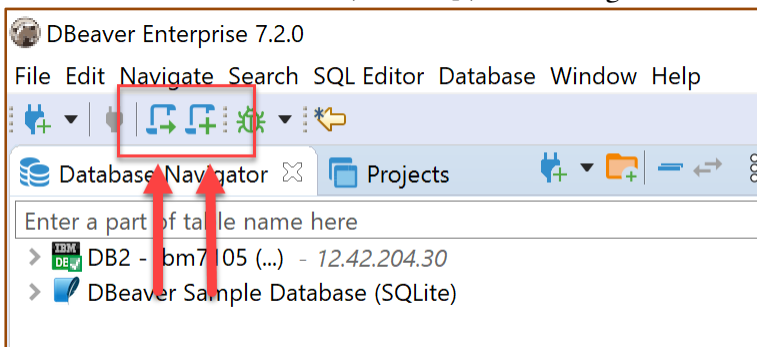 DBeaver Enterprise 7.2.0
File Edit Navigate Search SQL Editor Database Window Help
Database Navigator
Projects
Enter a part of table name here
IBM
DB2 - (...) - 12.42.204.30
DBeaver Sample Database (SQLite)